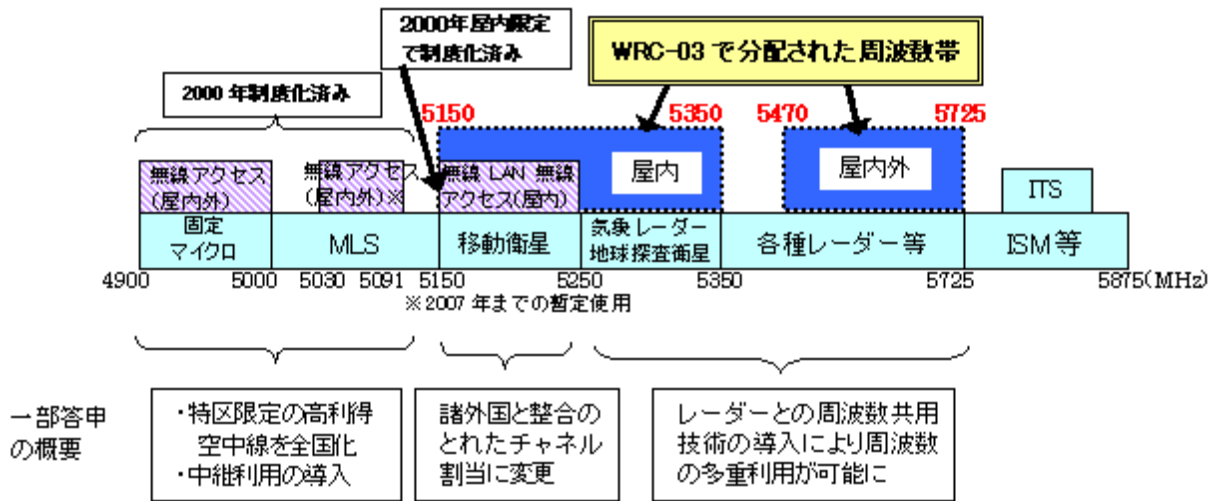 2000年屋内限定
で制度化済み
WRC-03 で分配された周波数帯
2000 年制度化済み
5150
5350
5470
5725
無線アクセス
(屋内外)
無線アクセス
(屋内外)※
無線 LAN 無線
アクセス(屋内)
屋内
屋内外
ITS
固定
マイクロ
MLS
移動衛星
気象レーダー
地球探査衛星
各種レーダー等
ISM 等
4900
5000
5030
5091
5150
5250
5350
5725
5875(MHz)
※2007 年までの暫定使用
一部答申
の概要
・特区限定の高利得
空中線を全国化
・中継利用の導入
諸外国と整合の
とれたチャネル
割当に変更
レーダーとの周波数共用
技術の導入により周波数
の多重利用が可能に